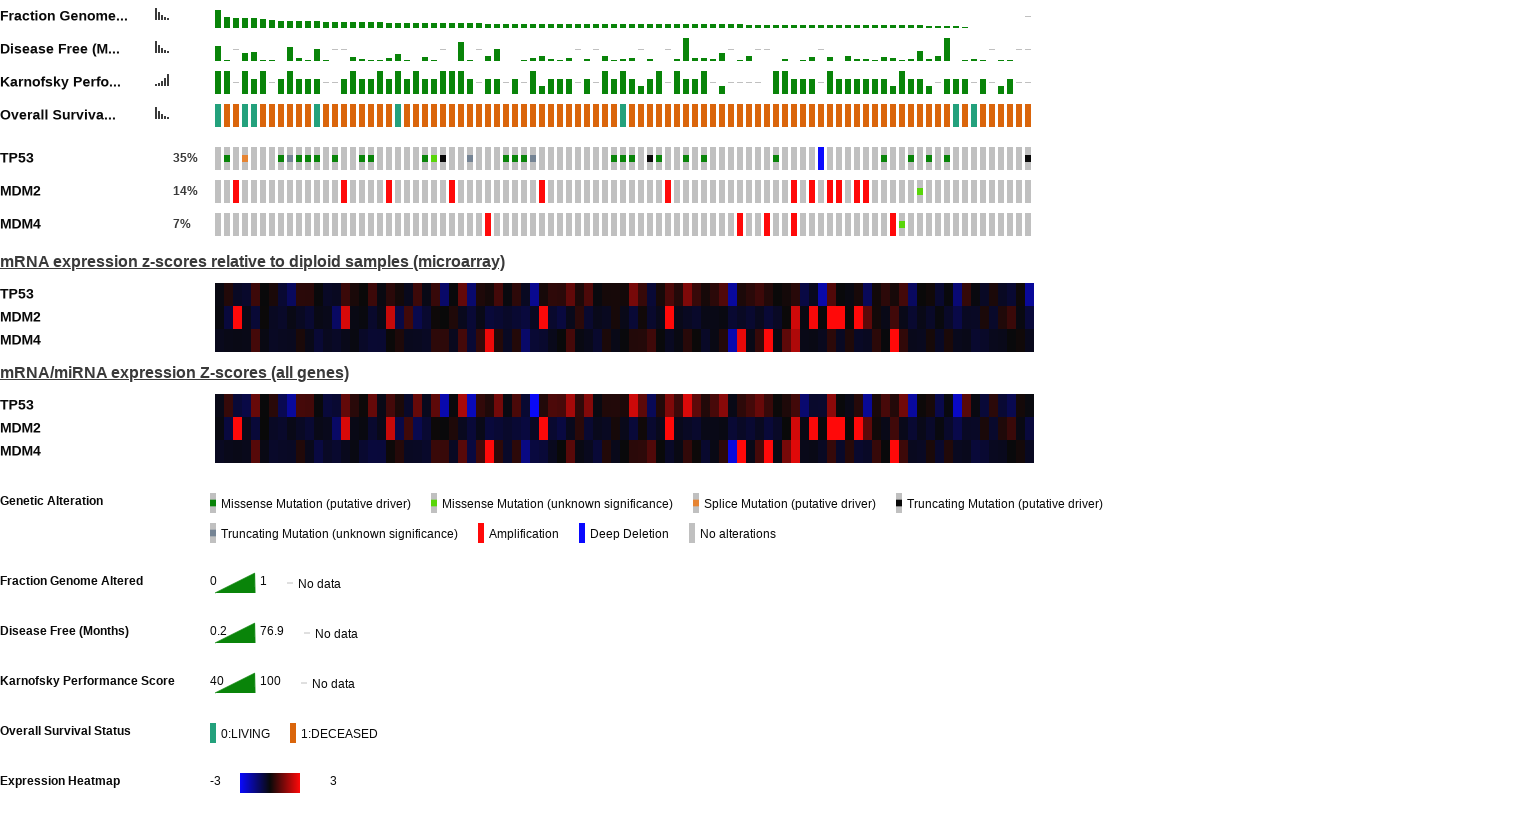 Fraction Genome...
Disease Free (M...
Karnofsky Perfo...
Overall Surviva...
TP53 35%
MDM2 14%
MDM4 7%
mRNA expression z-scores relative to diploid samples (microarray)
TP53
MDM2
MDM4
mRNA/miRNA expression Z-scores (all genes)
TP53
MDM2
MDM4
Genetic Alteration Missense Mutation (putative driver) Missense Mutation (unknown significance) Splice Mutation (putative driver) Truncating Mutation (putative driver)
Truncating Mutation (unknown significance) Amplification Deep Deletion No alterations
Fraction Genome Altered 0 1 No data
Disease Free (Months) 0.2 76.9 No data
Karnofsky Performance Score 40 100 No data
Overall Survival Status 0:LIVING 1:DECEASED
Expression Heatmap -3 3